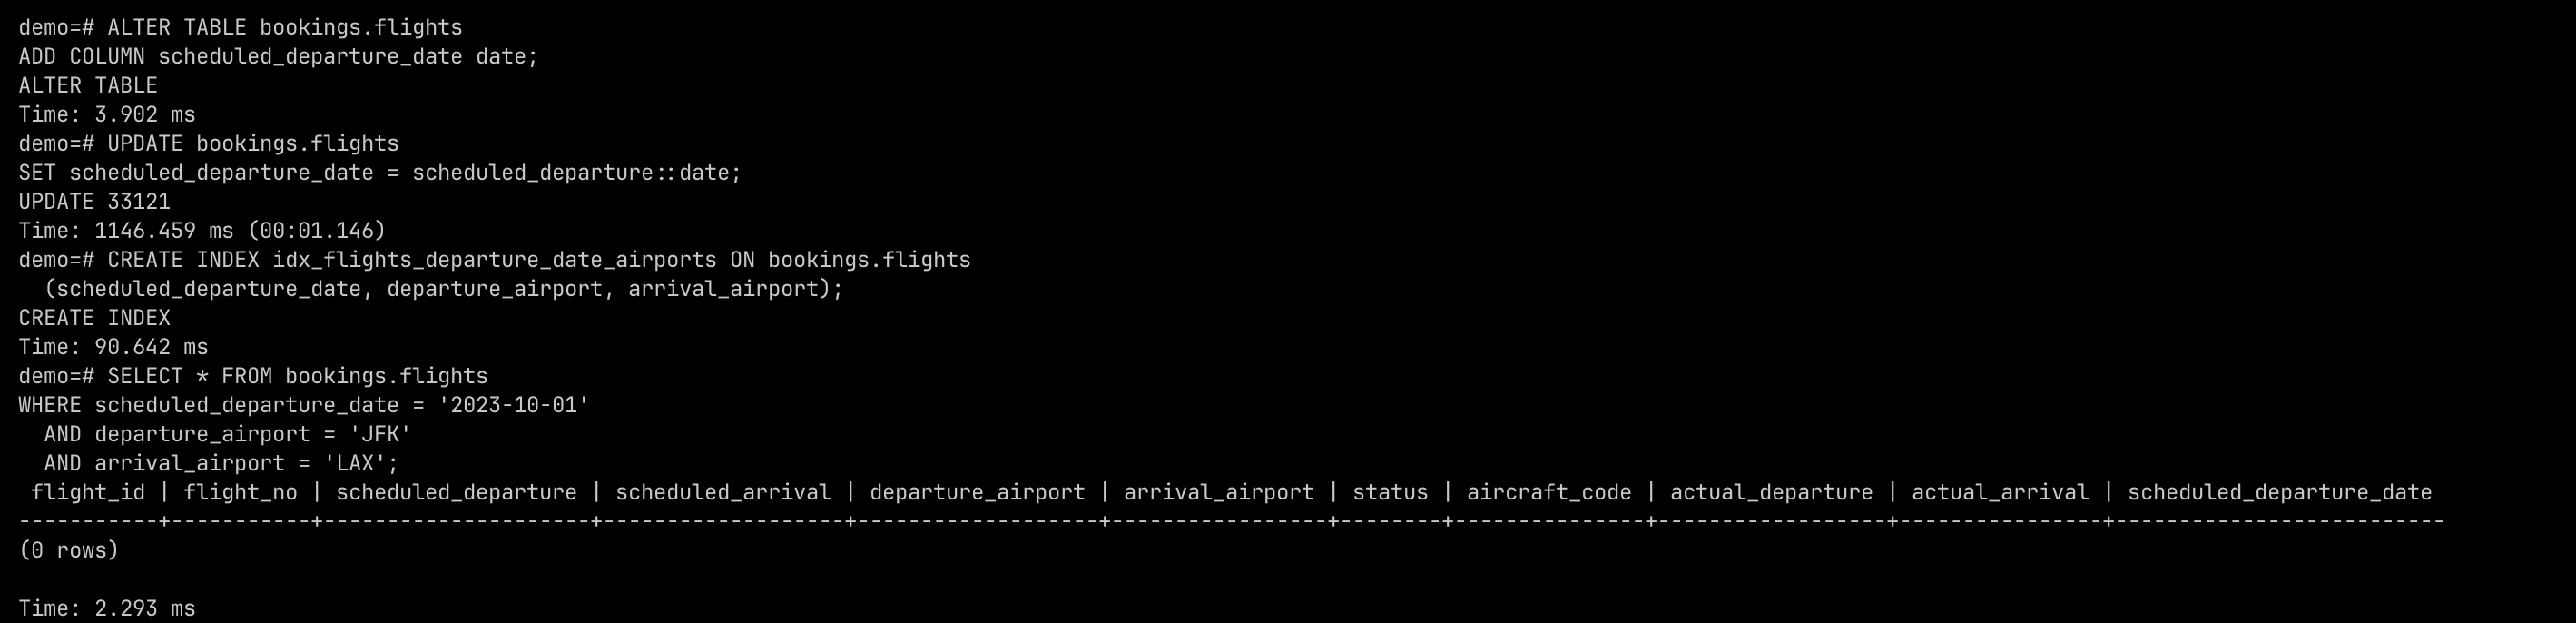 demo=# ALTER TABLE bookings.flights
ADD COLUMN scheduled_departure_date date;
ALTER TABLE
Time: 3.902 ms
demo=# UPDATE bookings.flights
SET scheduled_departure_date = scheduled_departure::date;
UPDATE 33121
Time: 1146.459 ms (00:01.146)
demo=# CREATE INDEX idx_flights_departure_date_airports ON bookings.flights
  (scheduled_departure_date, departure_airport, arrival_airport);
CREATE INDEX
Time: 90.642 ms
demo=# SELECT * FROM bookings.flights
WHERE scheduled_departure_date = '2023-10-01'
  AND departure_airport = 'JFK'
  AND arrival_airport = 'LAX';
 flight_id | flight_no | scheduled_departure | scheduled_arrival | departure_airport | arrival_airport | status | aircraft_code | actual_departure | actual_arrival | scheduled_departure_date
-----------+-----------+---------------------+-------------------+-------------------+-----------------+--------+---------------+------------------+----------------+--------------------------
(0 rows)

Time: 2.293 ms